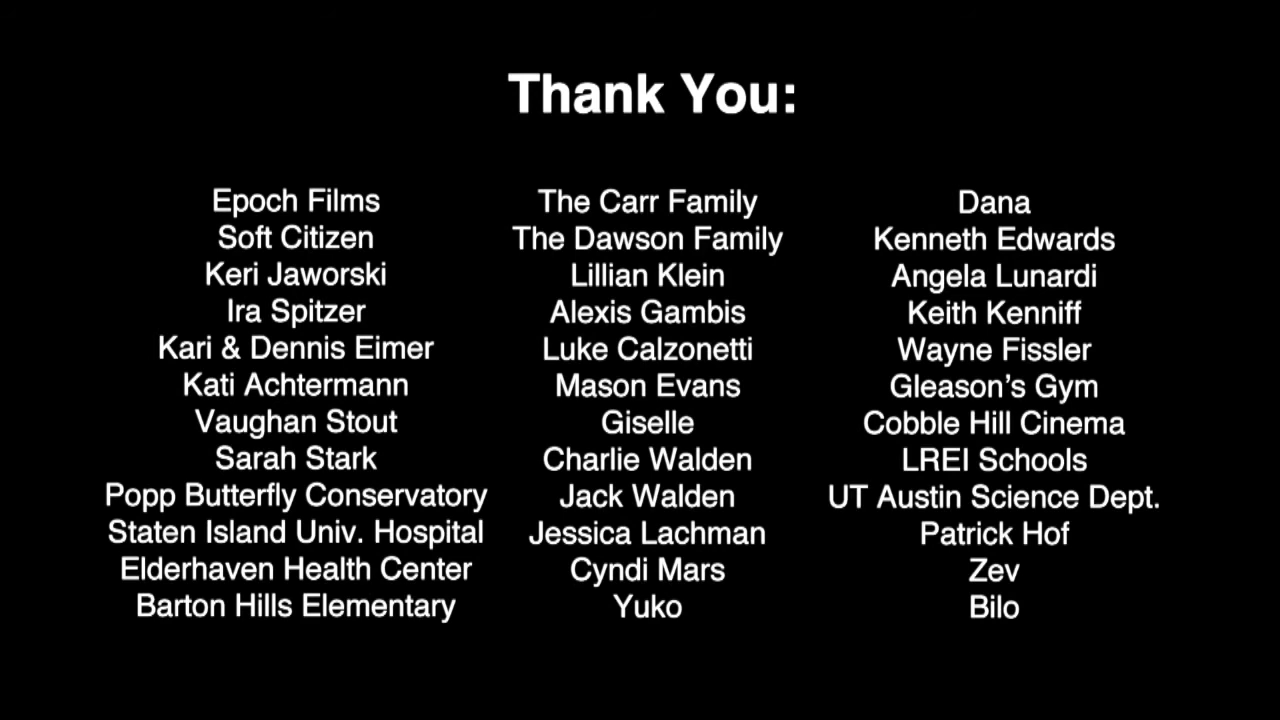 Thank You:
Epoch Films
Soft Citizen
Keri Jaworski
Ira Spitzer
Kari & Dennis Eimer
Kati Achtermann
Vaughan Stout
Sarah Stark
Popp Butterfly Conservatory
Staten Island Univ. Hospital
Elderhaven Health Center
Barton Hills Elementary
The Carr Family
The Dawson Family
Lillian Klein
Alexis Gambis
Luke Calzonetti
Mason Evans
Giselle
Charlie Walden
Jack Walden
Jessica Lachman
Cyndi Mars
Yuko
Dana
Kenneth Edwards
Angela Lunardi
Keith Kenniff
Wayne Fissler
Gleason’s Gym
Cobble Hill Cinema
LREI Schools
UT Austin Science Dept.
Patrick Hof
Zev
Bilo